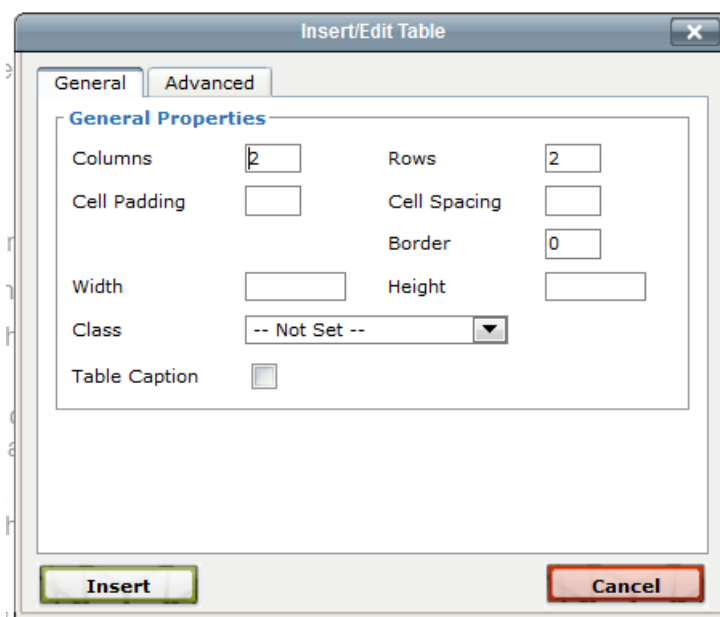 Insert/Edit Table
General Advanced
General Properties
Columns 2 Rows 2
Cell Padding Cell Spacing
Border 0
Width Height
Class -- Not Set --
Table Caption
Insert Cancel